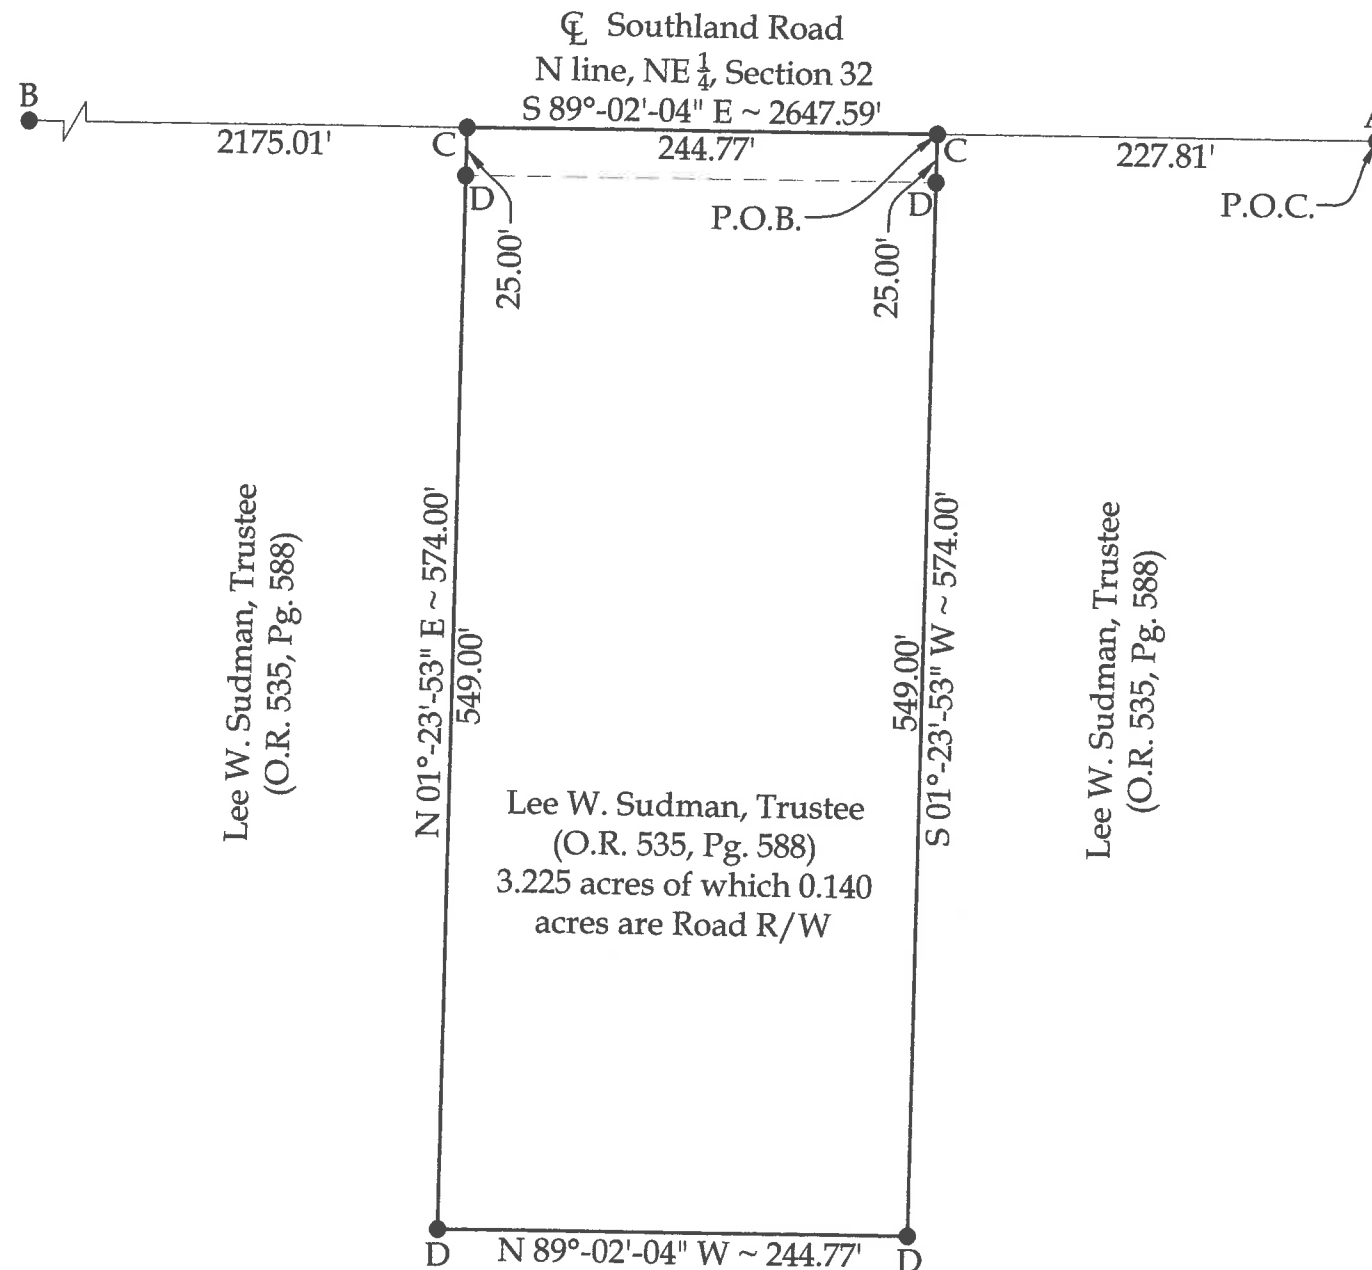 ℄ Southland Road
N line, NE 1/4, Section 32
S 89°-02'-04" E ~ 2647.59'
B
2175.01'
C
244.77'
C
227.81'
A
D
P.O.B.
D
P.O.C.
25.00'
25.00'
Lee W. Sudman, Trustee
(O.R. 535, Pg. 588)
N 01°-23'-53" E ~ 574.00'
549.00'
549.00'
S 01°-23'-53" W ~ 574.00'
Lee W. Sudman, Trustee
(O.R. 535, Pg. 588)
Lee W. Sudman, Trustee
(O.R. 535, Pg. 588)
3.225 acres of which 0.140
acres are Road R/W
D
N 89°-02'-04" W ~ 244.77'
D